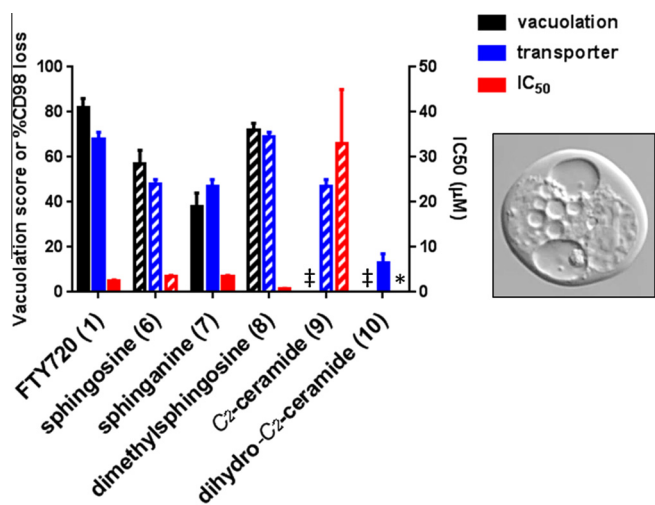 vacuolation
transporter
IC50
Vacuolation score or %CD98 loss
100
80
60
40
20
0
50
40
30
20
10
0
IC50 (μM)
‡
‡
*
FTY720 (1)
sphingosine (6)
sphinganine (7)
dimethylsphingosine (8)
C2-ceramide (9)
dihydro-C2-ceramide (10)